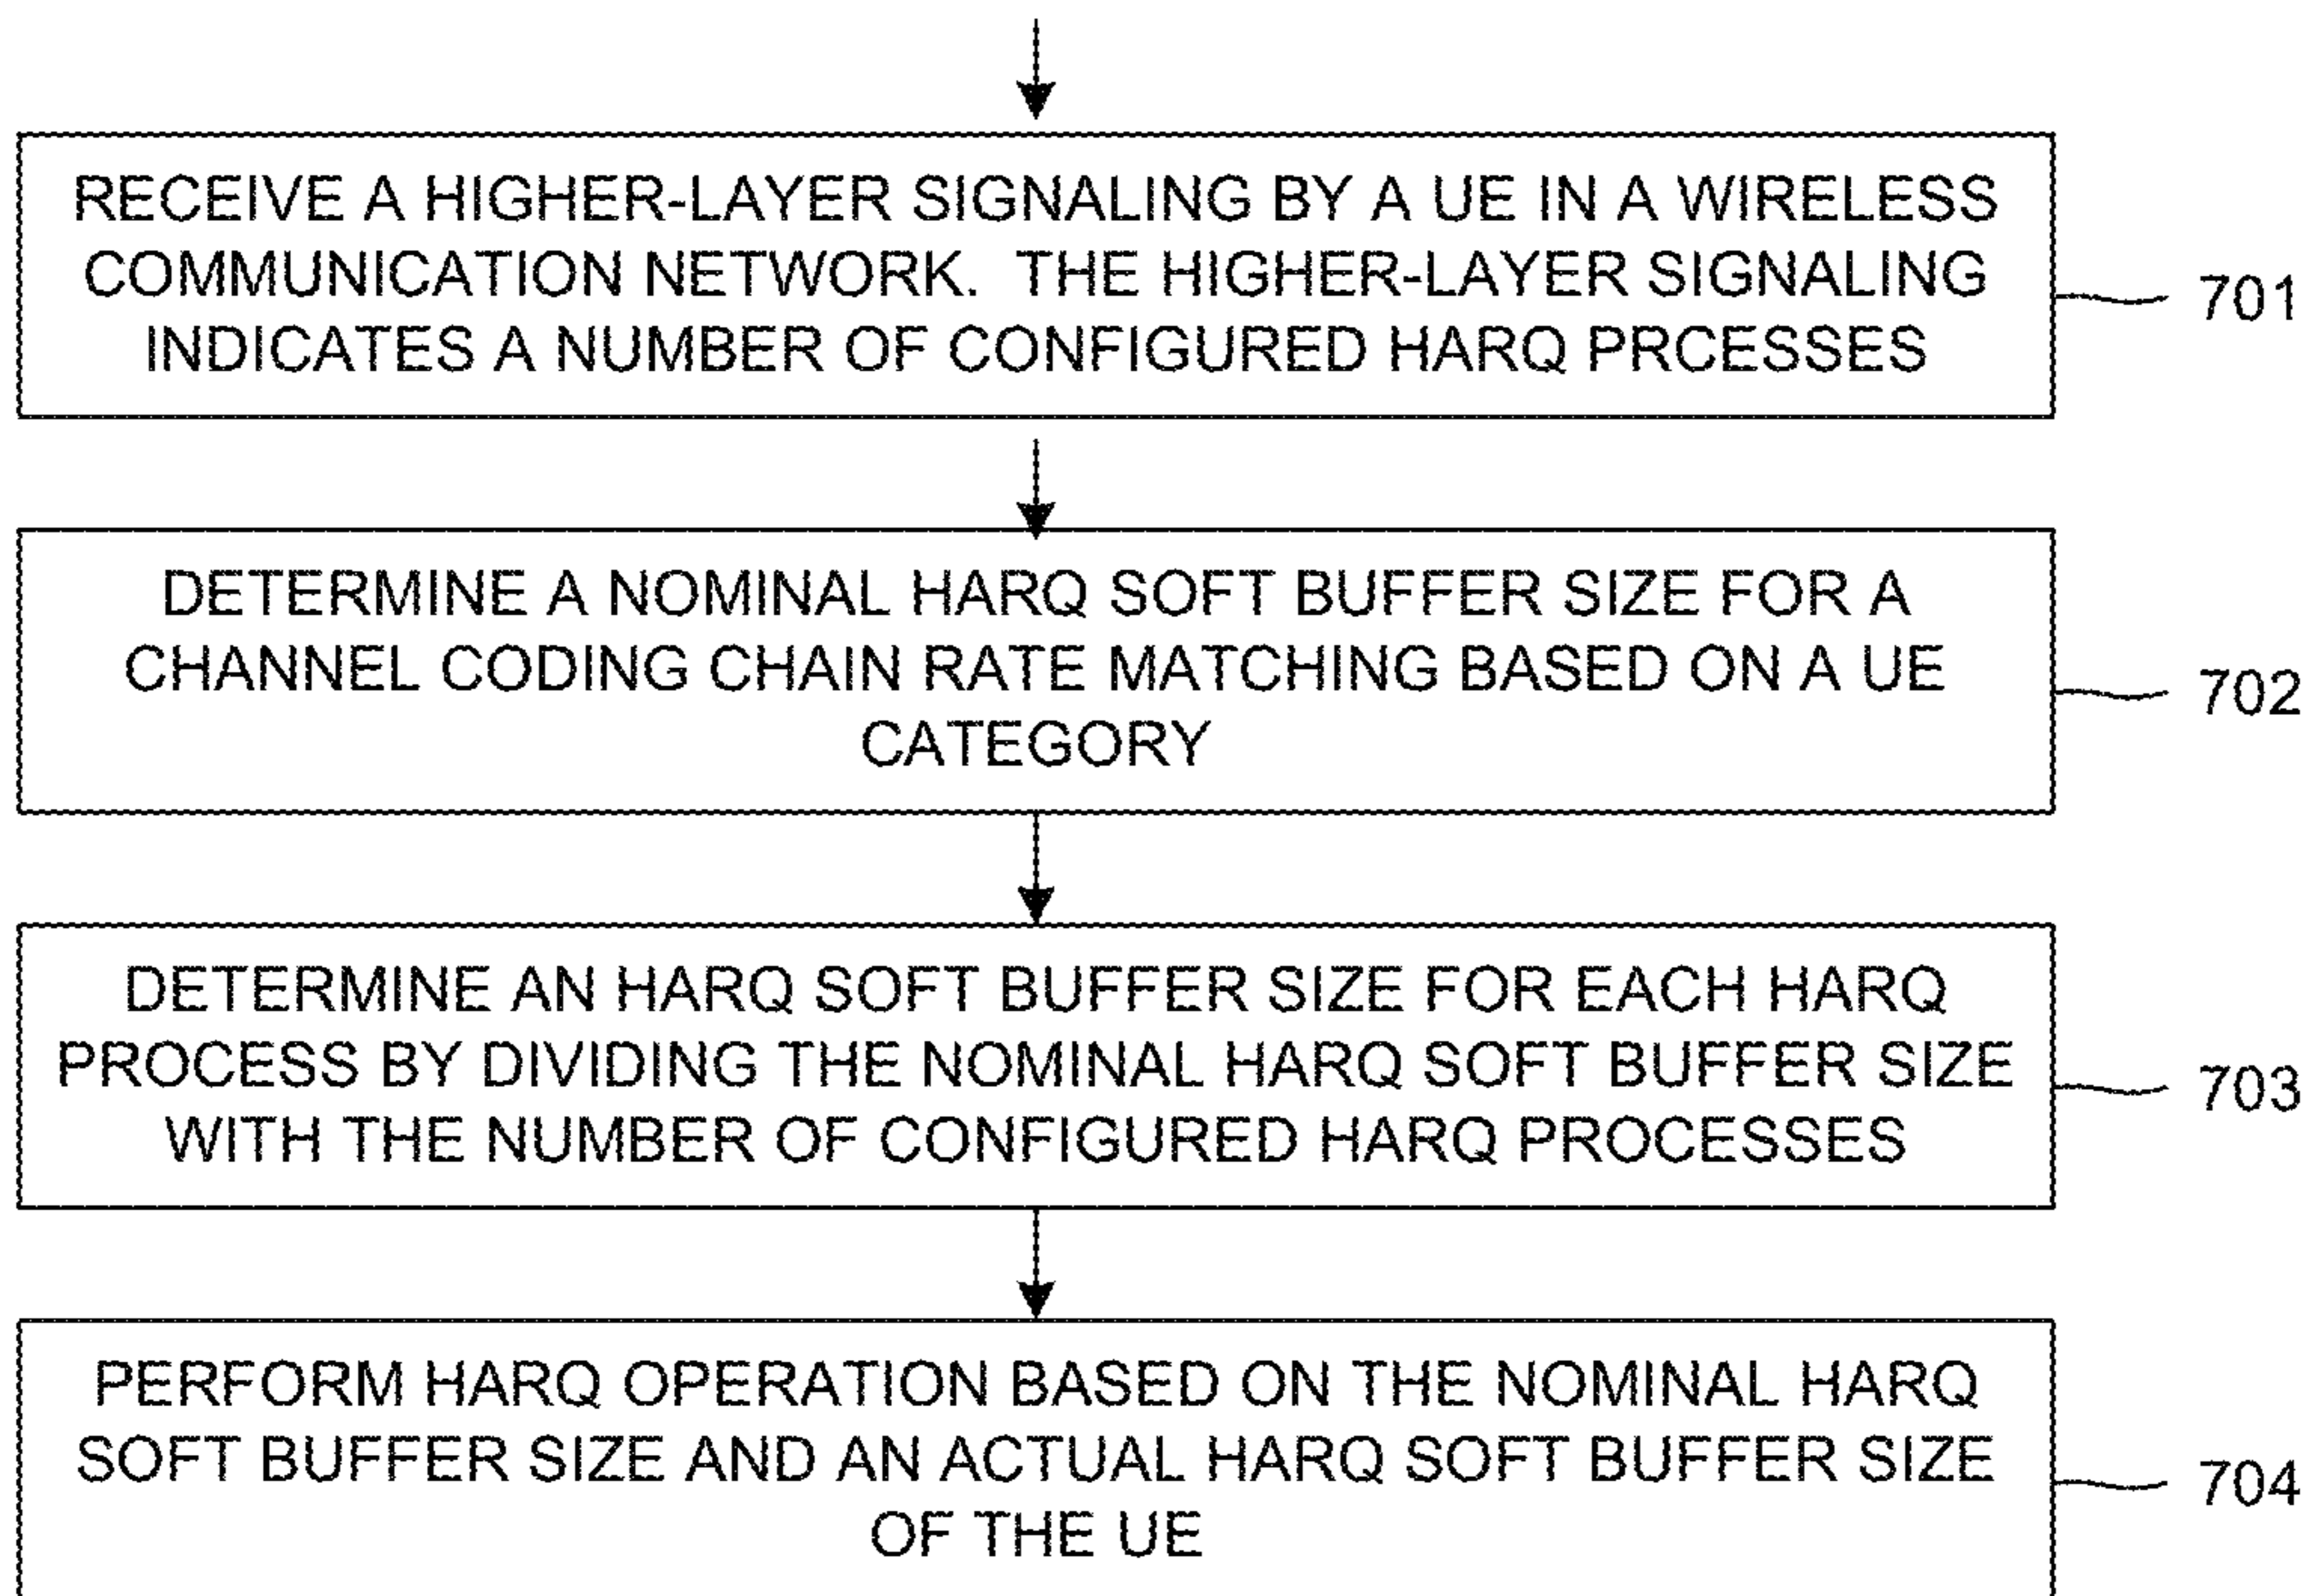 RECEIVE A HIGHER-LAYER SIGNALING BY A UE IN A WIRELESS
COMMUNICATION NETWORK. THE HIGHER-LAYER SIGNALING
INDICATES A NUMBER OF CONFIGURED HARQ PRCESSES
701
DETERMINE A NOMINAL HARQ SOFT BUFFER SIZE FOR A
CHANNEL CODING CHAIN RATE MATCHING BASED ON A UE
CATEGORY
702
DETERMINE AN HARQ SOFT BUFFER SIZE FOR EACH HARQ
PROCESS BY DIVIDING THE NOMINAL HARQ SOFT BUFFER SIZE
WITH THE NUMBER OF CONFIGURED HARQ PROCESSES
703
PERFORM HARQ OPERATION BASED ON THE NOMINAL HARQ
SOFT BUFFER SIZE AND AN ACTUAL HARQ SOFT BUFFER SIZE
OF THE UE
704